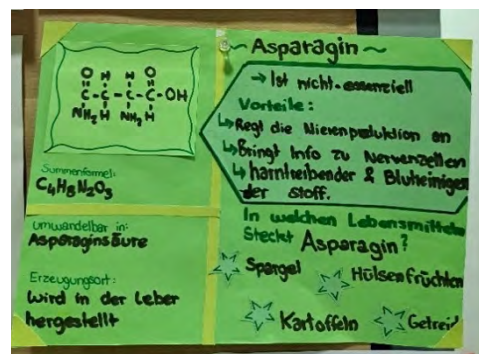 ~Asparagin~
O H H O
C-C-C-C-OH
H H
NH₂ NH₂
Summenformel:
C₄H₈N₂O₃
umwandelbar in:
Asparaginsäure
Erzeugungsort:
wird in der Leber
hergestellt
→ Ist nicht-essenziell
Vorteile:
↳ Regt die Nierenproduktion an
↳ Bringt Info zu Nervenzellen
↳ harntreibender & Blutreinigen
der Stoff.
In welchen Lebensmitteln
steckt Asparagin?
Spargel
Hülsenfrüchten
Kartoffeln
Getreid